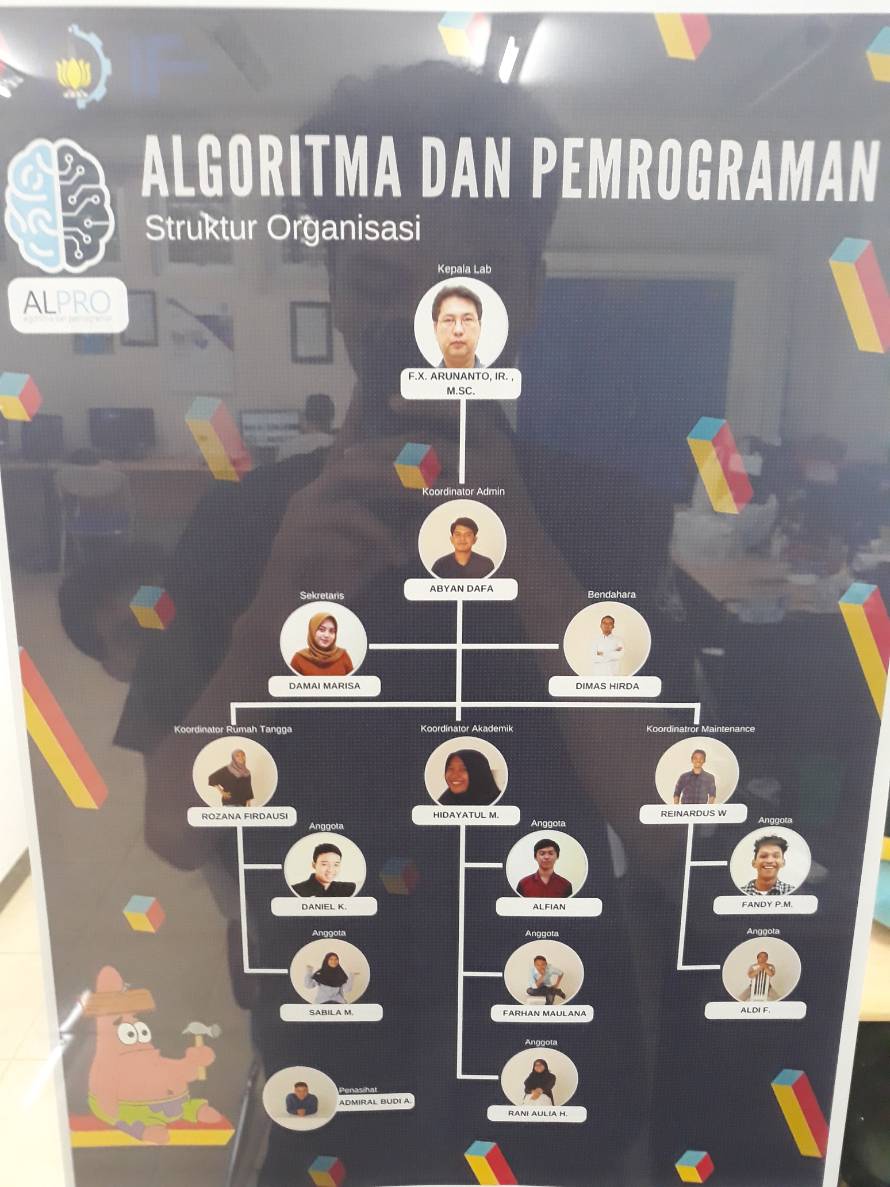 IF
ALGORITMA DAN PEMROGRAMAN
Struktur Organisasi
ALPRO
Kepala Lab
F.X. ARUNANTO, IR. ,
M.SC.
Koordinator Admin
ABYAN DAFA
Sekretaris
DAMAI MARISA
Bendahara
DIMAS HIRDA
Koordinator Rumah Tangga
ROZANA FIRDAUSI
Anggota
DANIEL K.
Anggota
SABILA M.
Koordinator Akademik
HIDAYATUL M.
Anggota
ALFIAN
Anggota
FARHAN MAULANA
Anggota
RANI AULIA H.
Koordinatror Maintenance
REINARDUS W
Anggota
FANDY P.M.
Anggota
ALDI F.
Penasihat
ADMIRAL BUDI A.